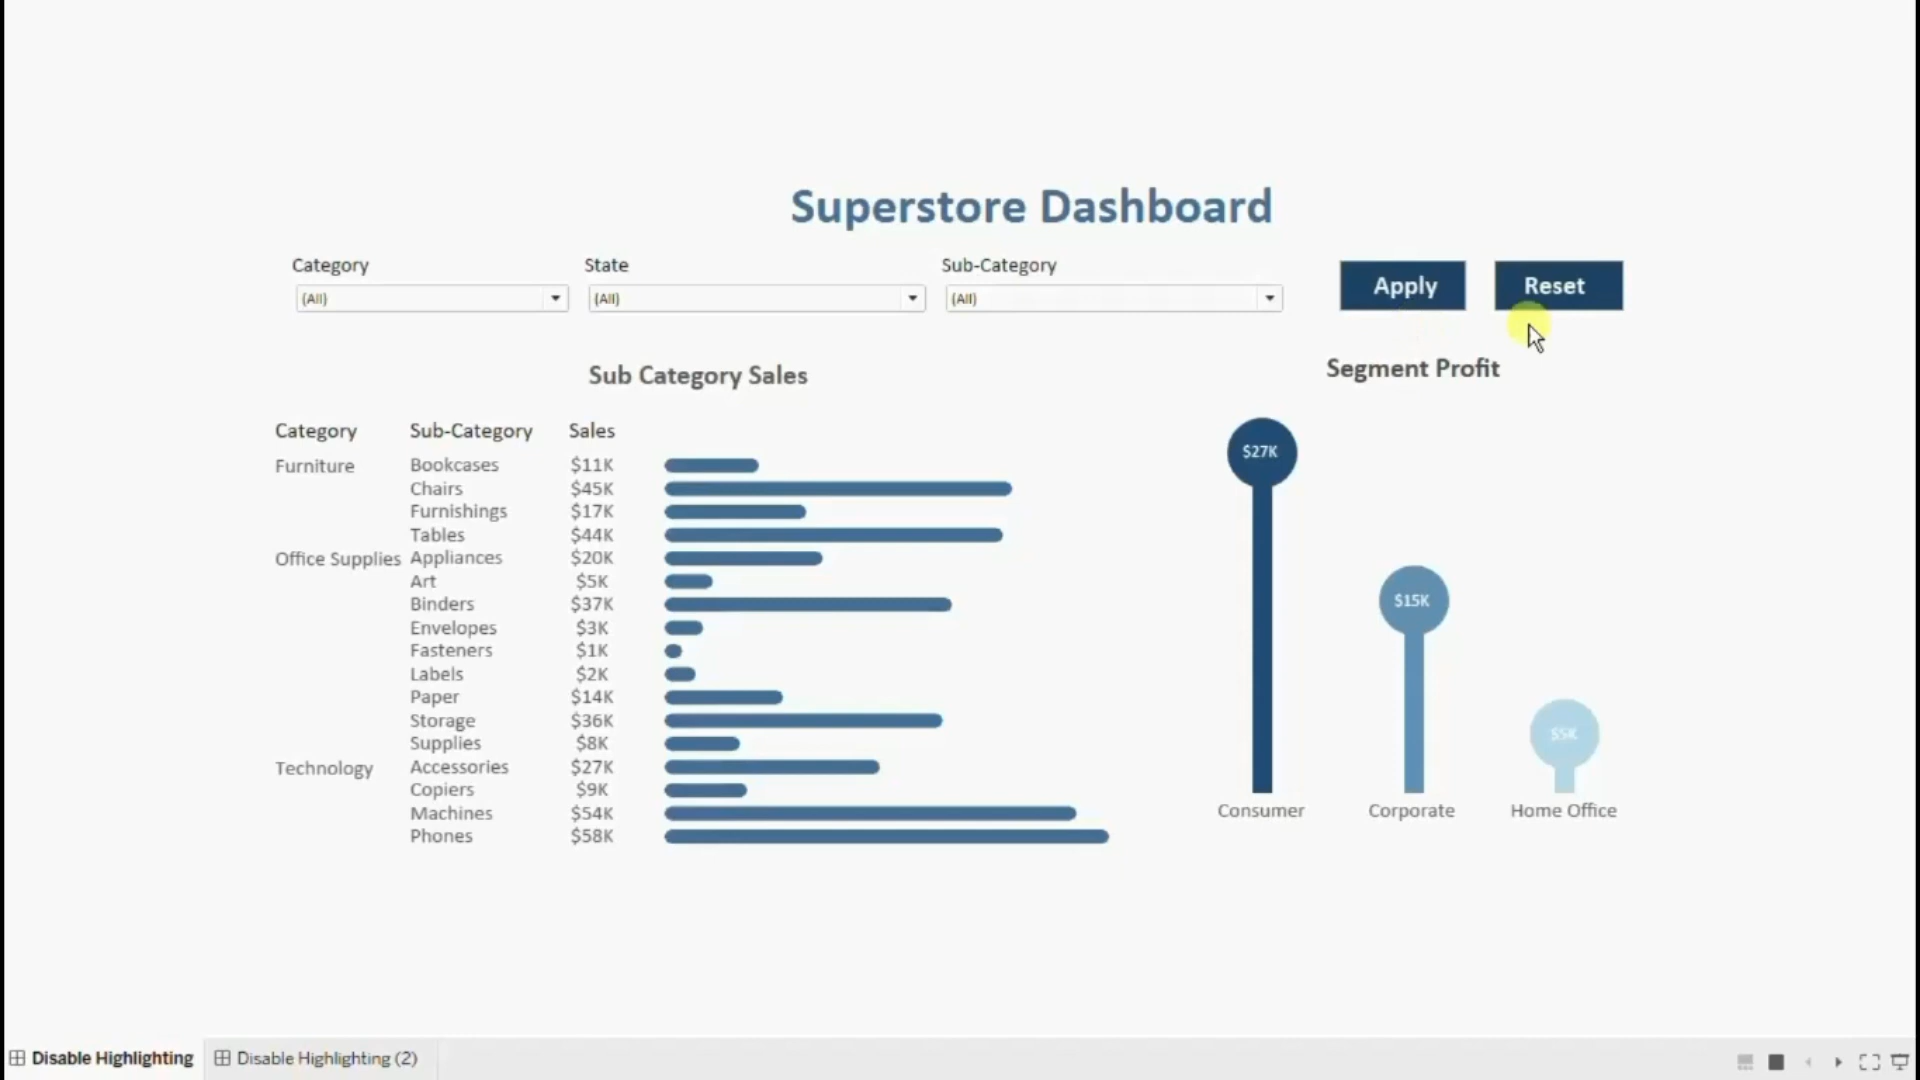 Superstore Dashboard
Category State Sub-Category
(All) (All) (All) Apply Reset
Sub Category Sales Segment Profit
Category Sub-Category Sales
Furniture Bookcases $11K
Chairs $45K
Furnishings $17K
Tables $44K
Office Supplies Appliances $20K
Art $5K
Binders $37K
Envelopes $3K
Fasteners $1K
Labels $2K
Paper $14K
Storage $36K
Supplies $8K
Technology Accessories $27K
Copiers $9K
Machines $54K
Phones $58K
$27K
$15K
$5K
Consumer Corporate Home Office
Disable Highlighting Disable Highlighting (2)